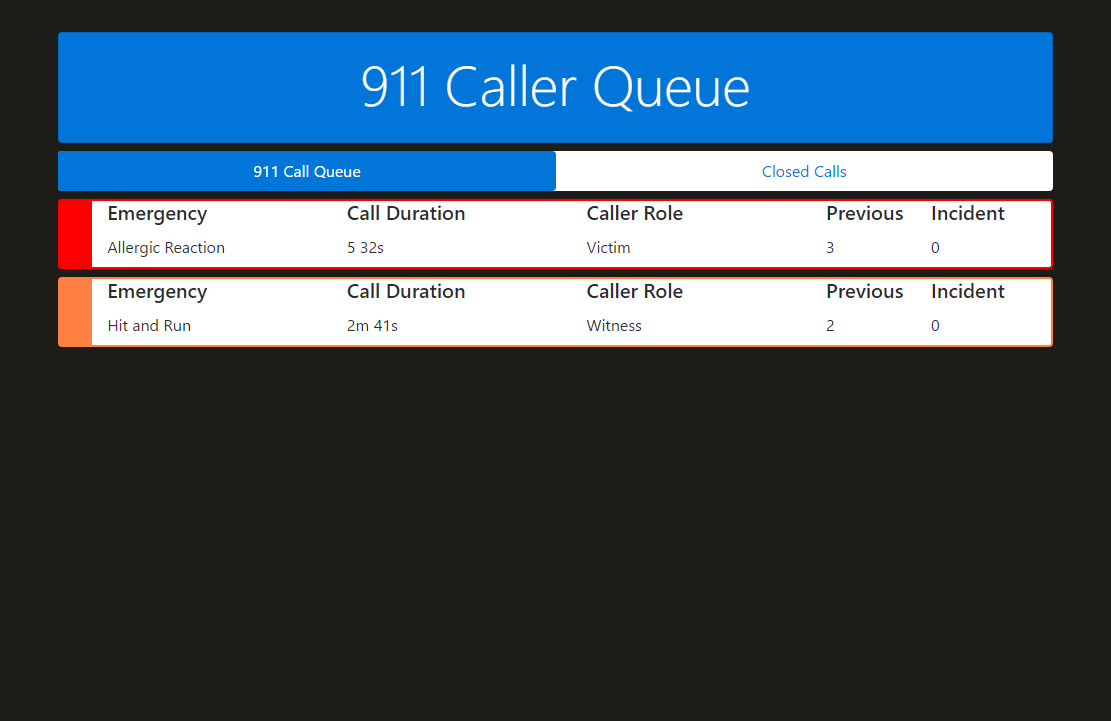 911 Caller Queue
911 Call Queue Closed Calls
Emergency Call Duration Caller Role Previous Incident
Allergic Reaction 5 32s Victim 3 0
Emergency Call Duration Caller Role Previous Incident
Hit and Run 2m 41s Witness 2 0